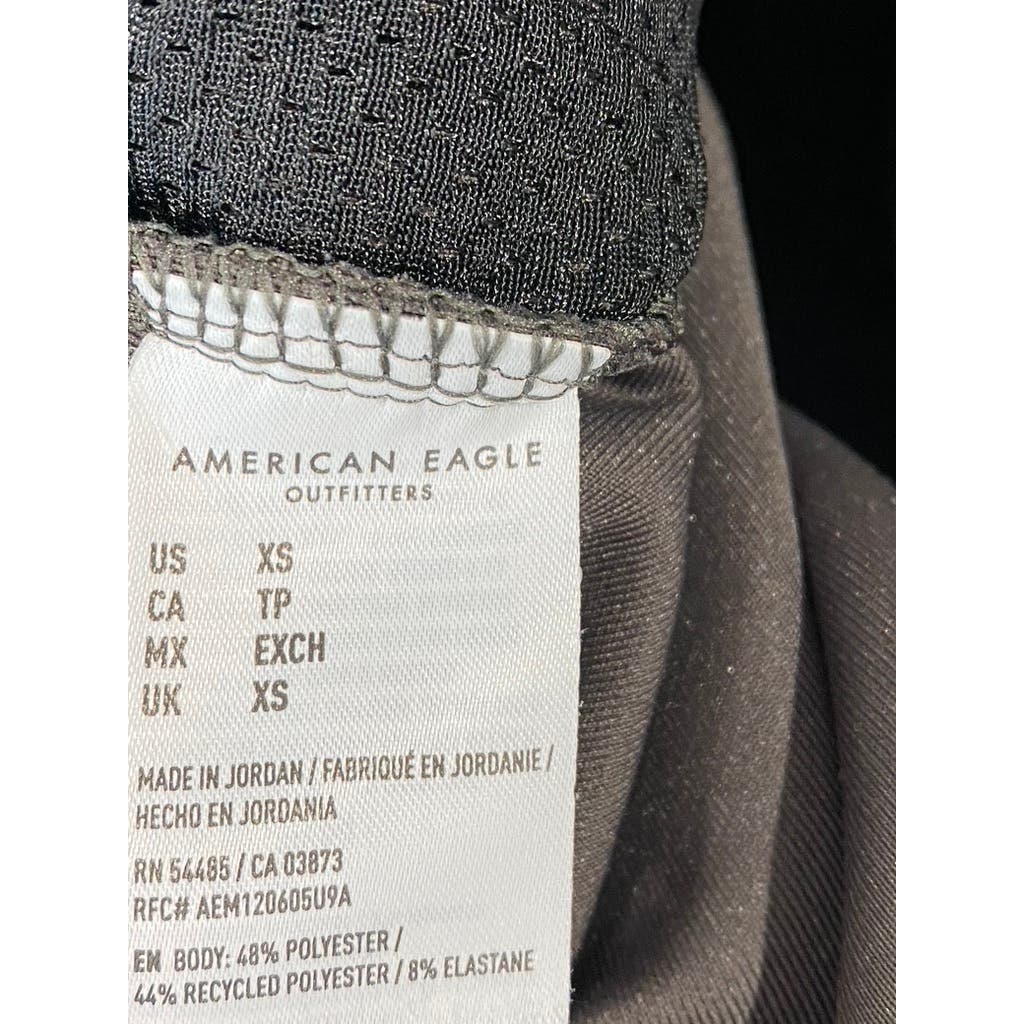 AMERICAN EAGLE
OUTFITTERS
US XS
CA TP
MX EXCH
UK XS
MADE IN JORDAN / FABRIQUÉ EN JORDANIE /
HECHO EN JORDANIA
RN 54485 / CA 03873
RFC# AEM120605U9A
EN BODY: 48% POLYESTER /
44% RECYCLED POLYESTER / 8% ELASTANE